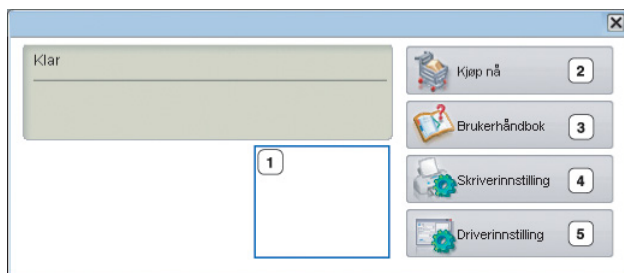 Klar
Kjøp nå 2
Brukerhåndbok 3
1
Skriverinnstilling 4
Driverinnstilling 5